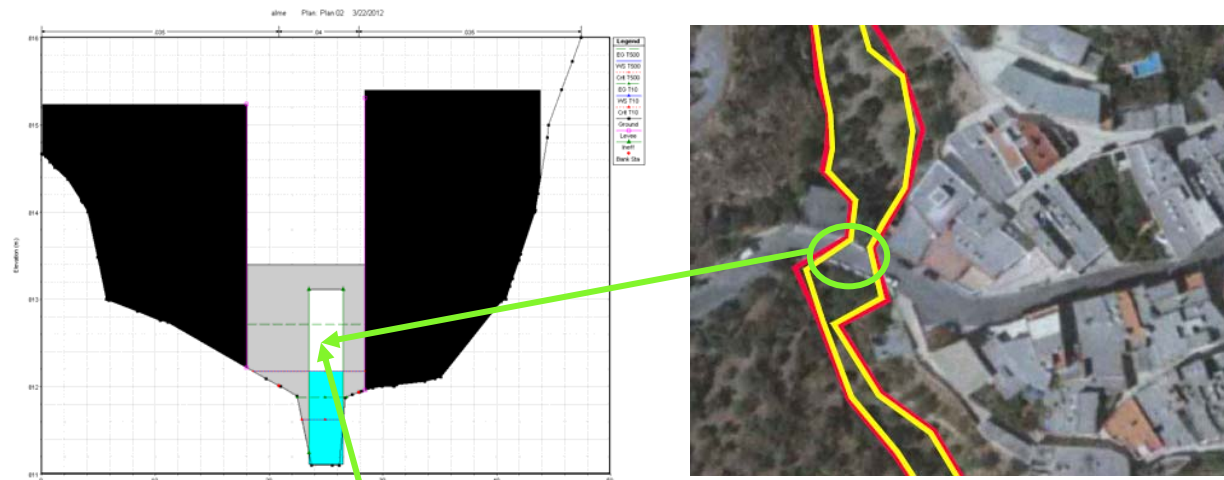 alme Plan: Plan 02 3/22/2012
.035 .04 .035
816
815
814
813
812
811
Elevation (m)
Legend
EG T500
WS T500
Crit T500
EG T10
WS T10
Crit T10
Ground
Levee
Ineff
Bank Sta